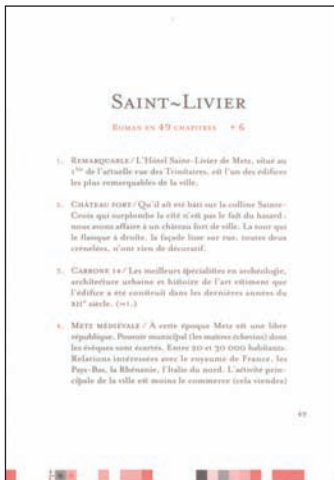 SAINT~LIVIER
ROMAN EN 49 CHAPITRES + 6
1. REMARQUABLE / L'Hôtel Saint-Livier de Metz, situé au
1bis de l'actuelle rue des Trinitaires, est l'un des édifices
les plus remarquables de la ville.
2. CHÂTEAU FORT / Qu'il ait été bâti sur la colline Sainte-
Croix qui surplombe la cité n'est pas le fait du hasard :
nous avons affaire à un château fort de ville. La tour qui
le flanque à droite, la façade lisse sur rue, toutes deux
crénelées, n'ont rien de décoratif.
3. CARBONE 14 / Les meilleurs spécialistes en archéologie,
architecture urbaine et histoire de l'art estiment que
l'édifice a été construit dans les dernières années du
XIIe siècle.
4. METZ MÉDIÉVALE / À cette époque Metz est une libre
république. Pouvoir municipal (les maîtres échevins) dont
les évêques sont écartés. Entre 20 et 30 000 habitants.
Relations intéressées avec le royaume de France, les
Pays-Bas, la Rhénanie, l'Italie du nord. L'activité prin-
cipale de la ville est moins le commerce (cela viendra)
49